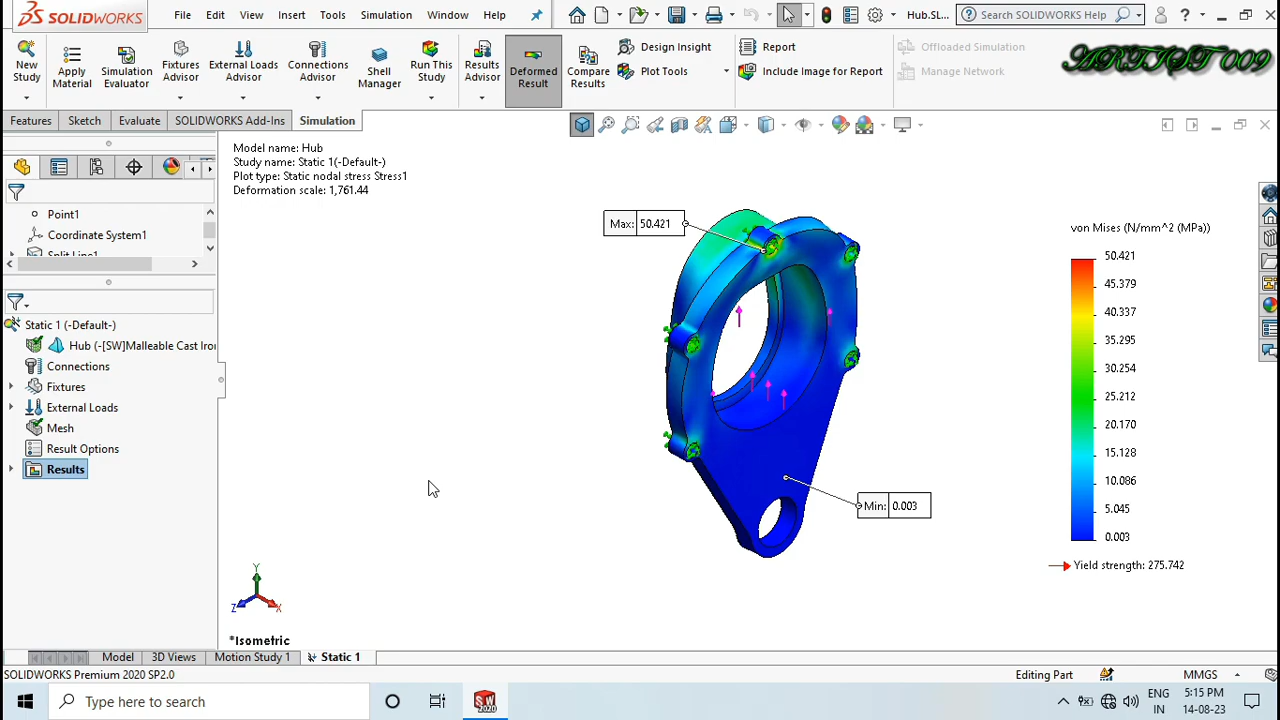 SOLIDWORKS
File Edit View Insert Tools Simulation Window Help
Hub.SL...
Search SOLIDWORKS Help
New Study
Apply Material
Simulation Evaluator
Fixtures Advisor
External Loads Advisor
Connections Advisor
Shell Manager
Run This Study
Results Advisor
Deformed Result
Compare Results
Design Insight
Plot Tools
Report
Include Image for Report
Offloaded Simulation
Manage Network
ARTIST 009
Features Sketch Evaluate SOLIDWORKS Add-Ins Simulation
Model name: Hub
Study name: Static 1(-Default-)
Plot type: Static nodal stress Stress1
Deformation scale: 1,761.44
Point1
Coordinate System1
Split Line1
Static 1 (-Default-)
Hub (-[SW]Malleable Cast Iron
Connections
Fixtures
External Loads
Mesh
Result Options
Results
Max: 50.421
Min: 0.003
von Mises (N/mm^2 (MPa))
50.421
45.379
40.337
35.295
30.254
25.212
20.170
15.128
10.086
5.045
0.003
Yield strength: 275.742
Y
Z
X
*Isometric
Model 3D Views Motion Study 1 Static 1
SOLIDWORKS Premium 2020 SP2.0
Editing Part
MMGS
Type here to search
SW
2020
ENG
IN
5:15 PM
14-08-23